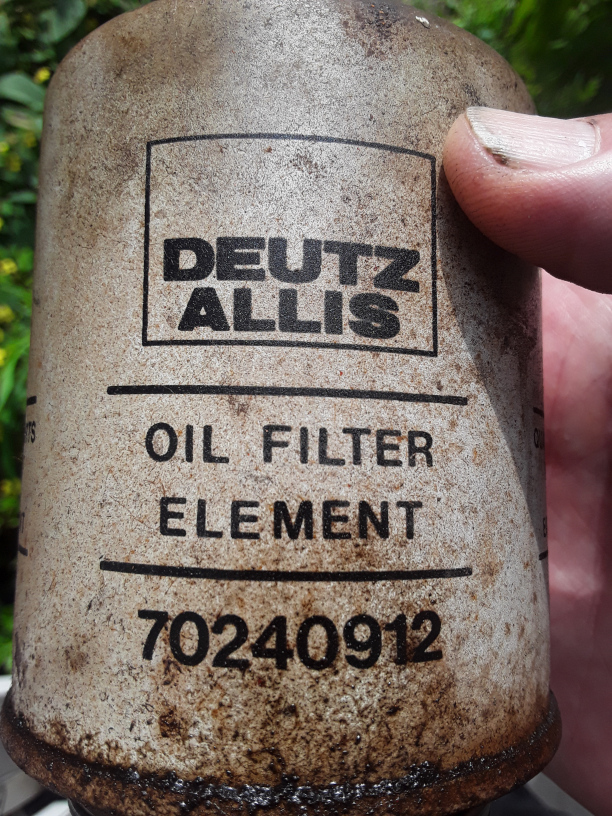 DEUTZ
ALLIS
OIL FILTER
ELEMENT
70240912